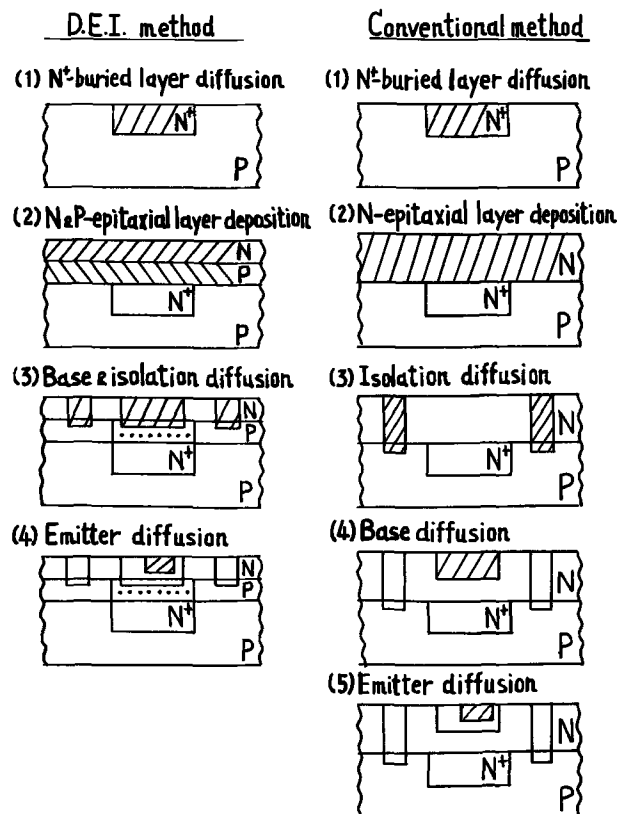 D.E.I. method
(1) N⁺-buried layer diffusion
N⁺
P
(2) N&P-epitaxial layer deposition
N
P
N⁺
P
(3) Base & isolation diffusion
N
P
N⁺
P
(4) Emitter diffusion
N
P
N⁺
P
Conventional method
(1) N⁺-buried layer diffusion
N⁺
P
(2) N-epitaxial layer deposition
N
N⁺
P
(3) Isolation diffusion
N
N⁺
P
(4) Base diffusion
N
N⁺
P
(5) Emitter diffusion
N
N⁺
P